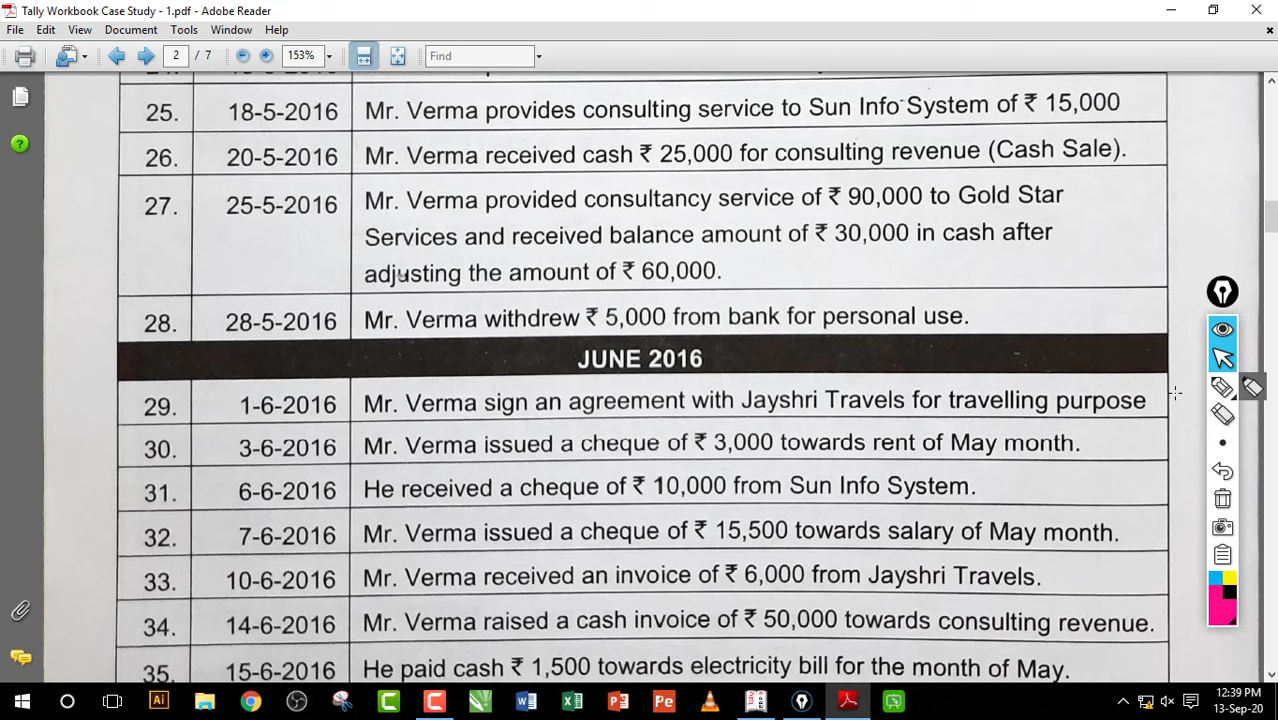 Tally Workbook Case Study - 1.pdf - Adobe Reader
File Edit View Document Tools Window Help
2 / 7 153% Find
25. 18-5-2016 Mr. Verma provides consulting service to Sun Info System of ₹ 15,000
26. 20-5-2016 Mr. Verma received cash ₹ 25,000 for consulting revenue (Cash Sale).
27. 25-5-2016 Mr. Verma provided consultancy service of ₹ 90,000 to Gold Star
Services and received balance amount of ₹ 30,000 in cash after
adjusting the amount of ₹ 60,000.
28. 28-5-2016 Mr. Verma withdrew ₹ 5,000 from bank for personal use.
JUNE 2016
29. 1-6-2016 Mr. Verma sign an agreement with Jayshri Travels for travelling purpose
30. 3-6-2016 Mr. Verma issued a cheque of ₹ 3,000 towards rent of May month.
31. 6-6-2016 He received a cheque of ₹ 10,000 from Sun Info System.
32. 7-6-2016 Mr. Verma issued a cheque of ₹ 15,500 towards salary of May month.
33. 10-6-2016 Mr. Verma received an invoice of ₹ 6,000 from Jayshri Travels.
34. 14-6-2016 Mr. Verma raised a cash invoice of ₹ 50,000 towards consulting revenue.
35. 15-6-2016 He paid cash ₹ 1,500 towards electricity bill for the month of May.
Ai Pe
12:39 PM
13-Sep-20